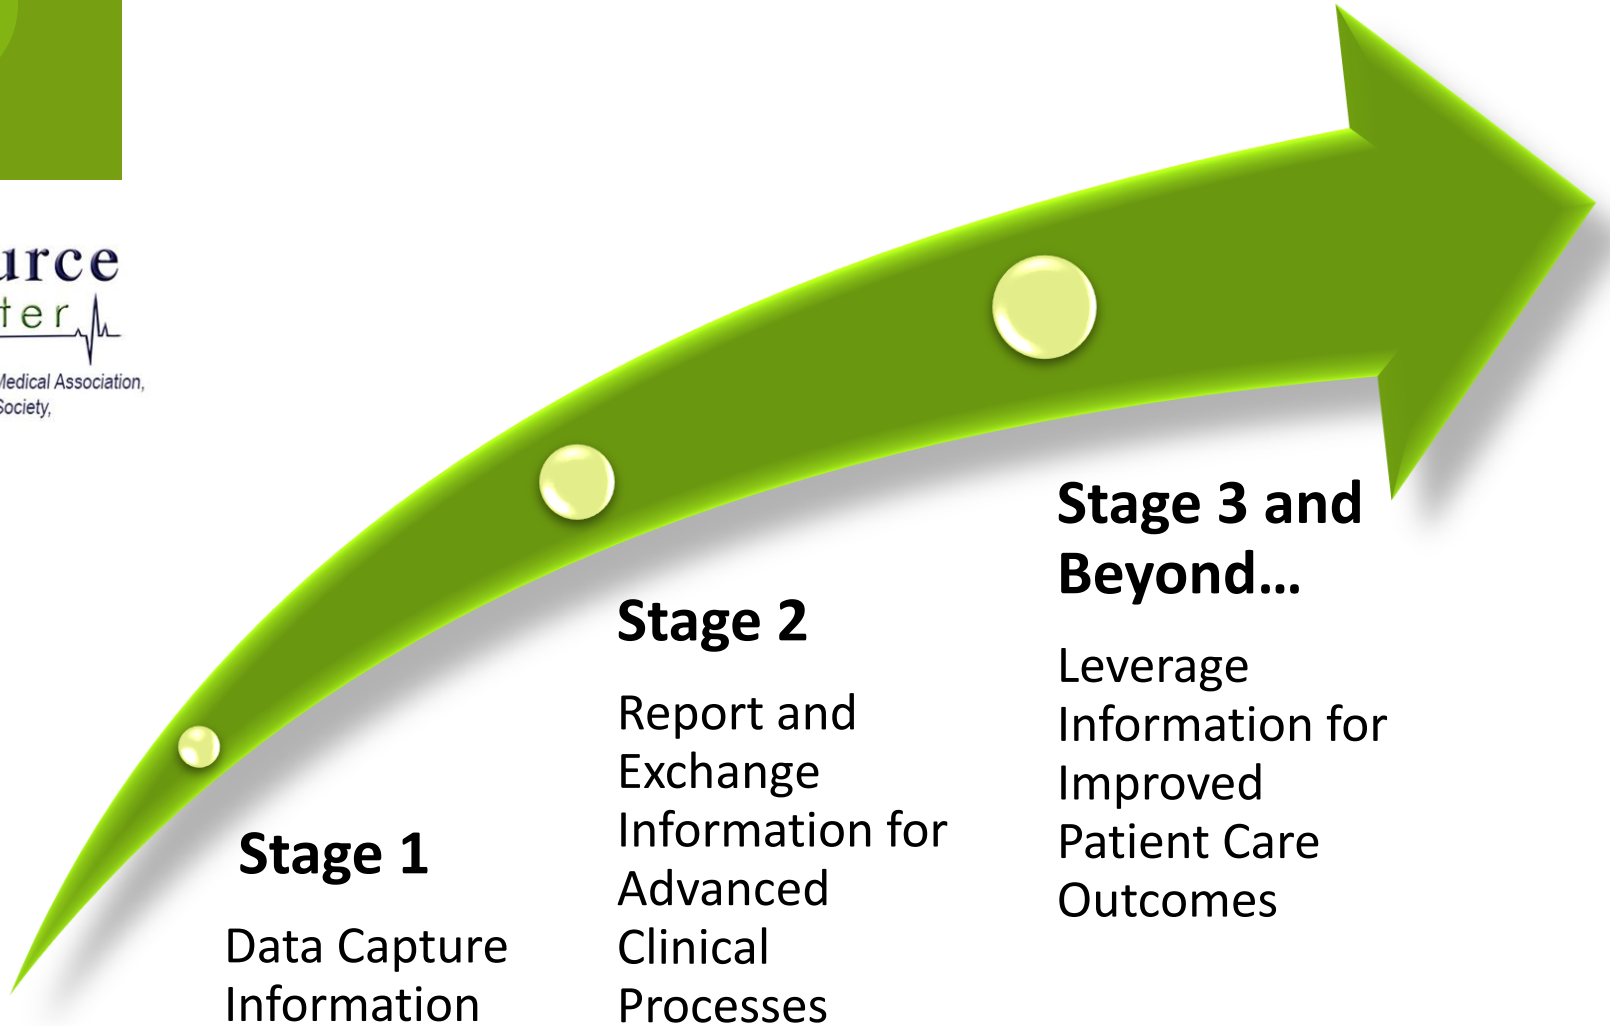 ter
Medical Association,
Society,
Stage 3 and
Beyond...
Leverage
Information for
Improved
Patient Care
Outcomes
Stage 2
Report and
Exchange
Information for
Advanced
Clinical
Processes
Stage 1
Data Capture
Information